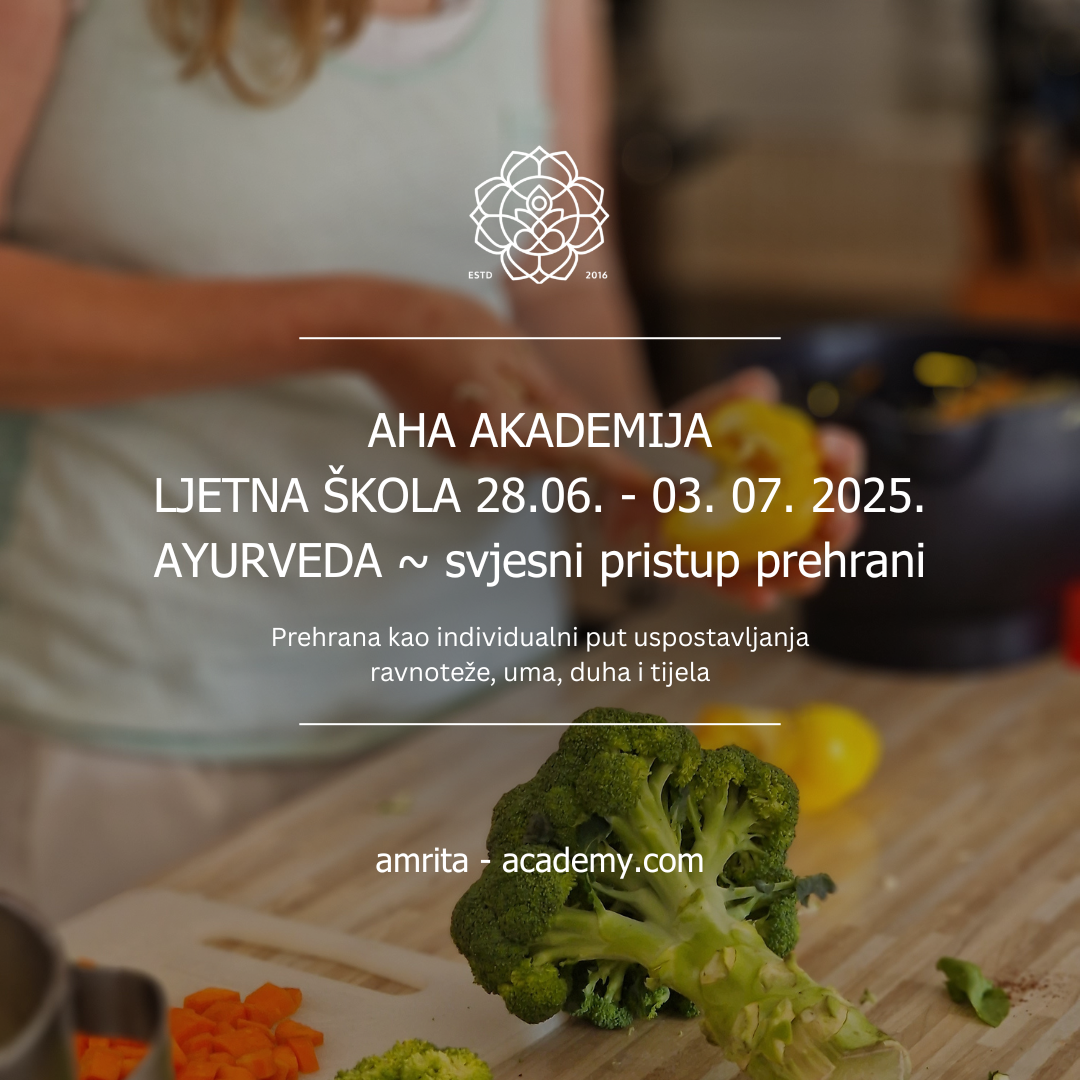 ESTD 2016
AHA AKADEMIJA
LJETNA ŠKOLA 28.06. - 03. 07. 2025.
AYURVEDA ~ svjesni pristup prehrani
Prehrana kao individualni put uspostavljanja
ravnoteže, uma, duha i tijela
amrita - academy.com